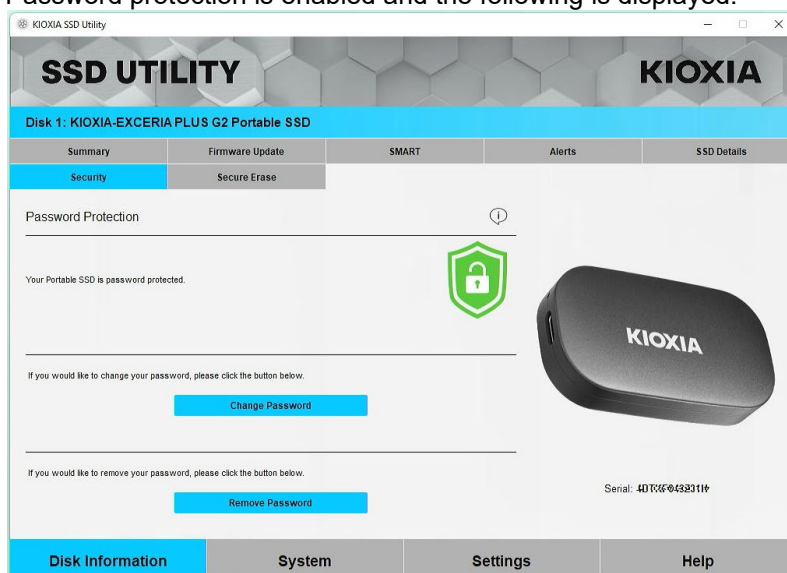 Password protection is enabled and the following is displayed.
KIOXIA SSD Utility
SSD UTILITY
KIOXIA
Disk 1: KIOXIA-EXCERIA PLUS G2 Portable SSD
Summary Firmware Update SMART Alerts SSD Details
Security Secure Erase
Password Protection
Your Portable SSD is password protected.
KIOXIA
If you would like to change your password, please click the button below.
Change Password
If you would like to remove your password, please click the button below.
Serial:
Remove Password
Disk Information System Settings Help